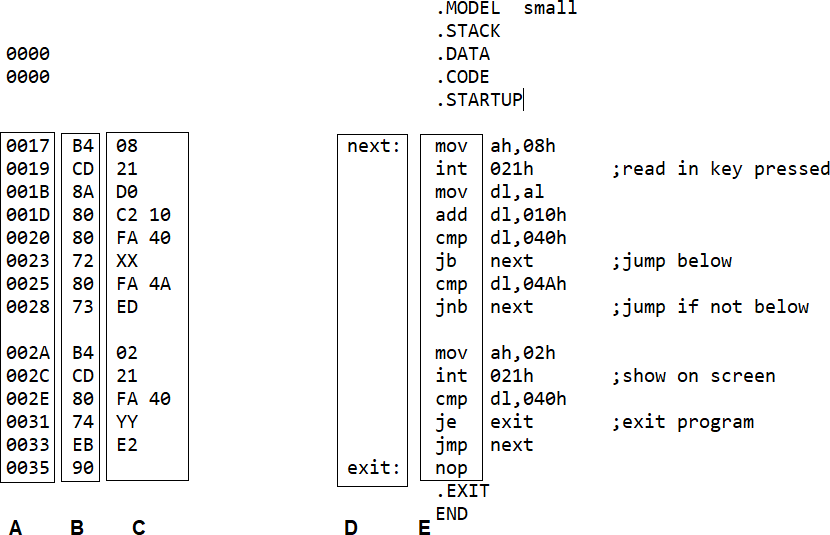 .MODEL small
.STACK
0000 .DATA
0000 .CODE
.STARTUP
0017 B4 08 next: mov ah,08h
0019 CD 21 int 021h ;read in key pressed
001B 8A D0 mov dl,al
001D 80 C2 10 add dl,010h
0020 80 FA 40 cmp dl,040h
0023 72 XX jb next ;jump below
0025 80 FA 4A cmp dl,04Ah
0028 73 ED jnb next ;jump if not below
002A B4 02 mov ah,02h
002C CD 21 int 021h ;show on screen
002E 80 FA 40 cmp dl,040h
0031 74 YY je exit ;exit program
0033 EB E2 jmp next
0035 90 exit: nop
.EXIT
END
A B C D E